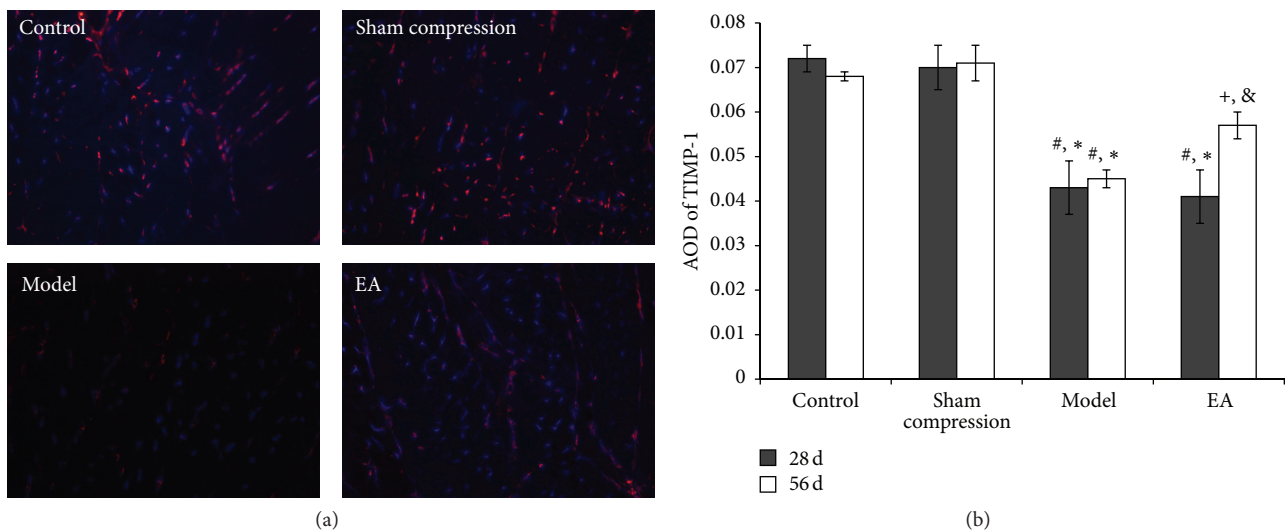 Control
Sham compression
Model
EA
(a)
AOD of TIMP-1
0.08
0.07
0.06
0.05
0.04
0.03
0.02
0.01
0
#, *
#, *
#, *
+, &
Control
Sham
compression
Model
EA
28 d
56 d
(b)